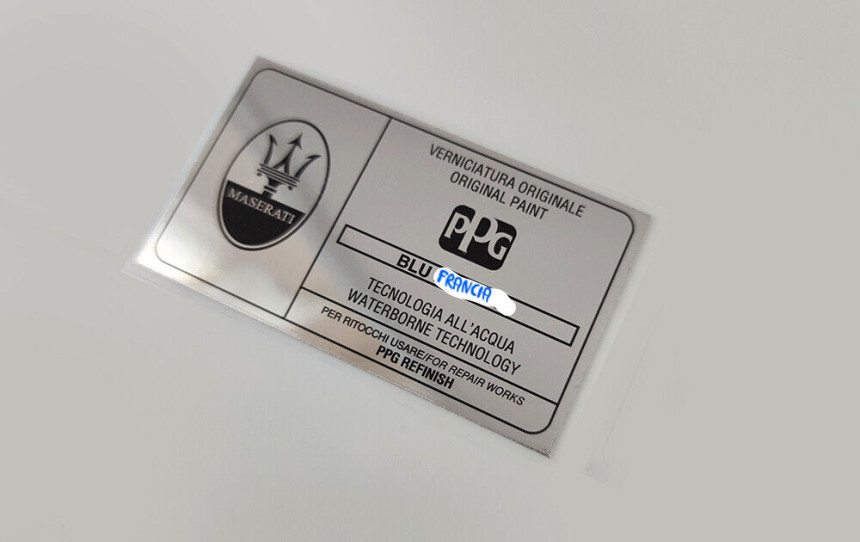 MASERATI
VERNICIATURA ORIGINALE
ORIGINAL PAINT
PPG
BLU FRANCIA
TECNOLOGIA ALL'ACQUA
WATERBORNE TECHNOLOGY
PER RITOCCHI USARE/FOR REPAIR WORKS
PPG REFINISH